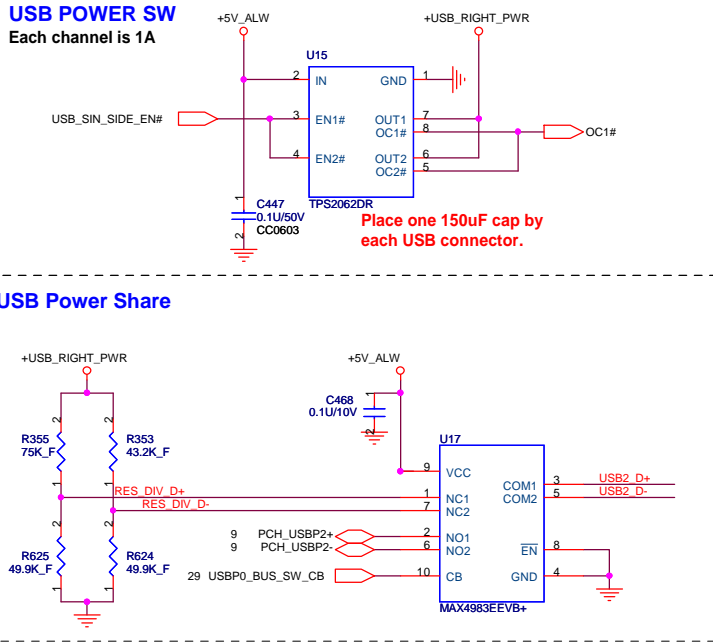 USB POWER SW
Each channel is 1A
+5V_ALW
+USB_RIGHT_PWR
U15
2 IN GND 1
USB_SIN_SIDE_EN# 3 EN1# OUT1 7
OC1# 8 OC1#
4 EN2# OUT2 6
OC2# 5
TPS2062DR
1
C447
0.1U/50V
CC0603
2
Place one 150uF cap by
each USB connector.
USB Power Share
+USB_RIGHT_PWR
+5V_ALW
2 2
R355
75K_F
R353
43.2K_F
1 1
1
C468
0.1U/10V
2
U17
9 VCC
COM1 3 USB2_D+
COM2 5 USB2_D-
RES_DIV_D+ 1 NC1
RES_DIV_D- 7 NC2
9 PCH_USBP2+ 2 NO1
9 PCH_USBP2- 6 NO2
EN 8
29 USBP0_BUS_SW_CB 10 CB GND 4
MAX4983EEVB+
2 2
R625
49.9K_F
R624
49.9K_F
1 1